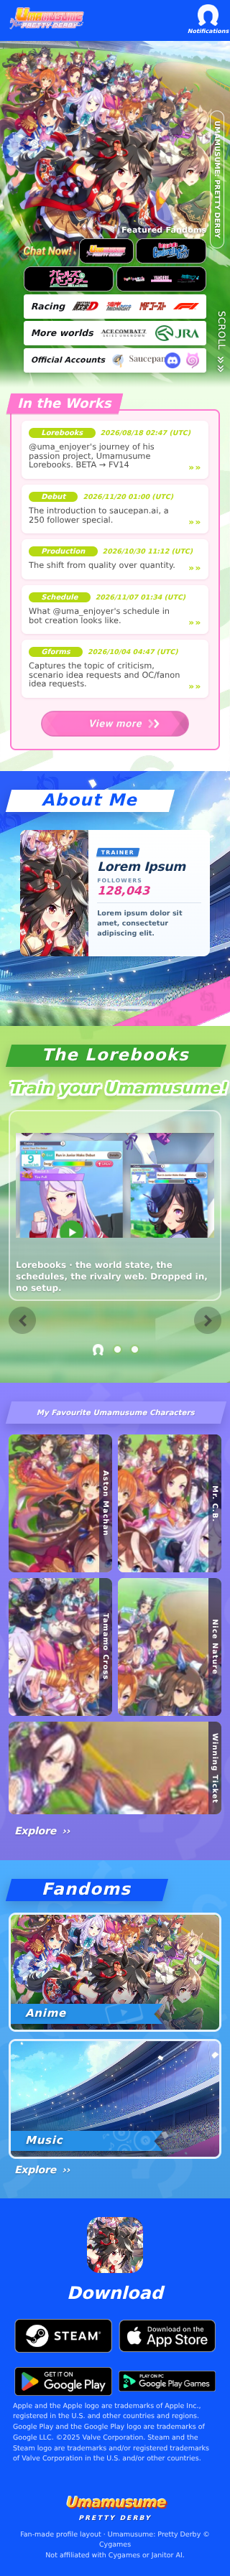 Umamusume
PRETTY DERBY
Notifications
UMAMUSUME: PRETTY DERBY
Featured Fandoms
Chat Now!
SCROLL
Racing
More worlds
ACE COMBAT 7
SKIES UNKNOWN
JRA
Official Accounts
Saucepan
In the Works
Lorebooks 2026/08/18 02:47 (UTC)
@uma_enjoyer's journey of his
passion project, Umamusume
Lorebooks. BETA → FV14
Debut 2026/11/20 01:00 (UTC)
The introduction to saucepan.ai, a
250 follower special.
Production 2026/10/30 11:12 (UTC)
The shift from quality over quantity.
Schedule 2026/11/07 01:34 (UTC)
What @uma_enjoyer's schedule in
bot creation looks like.
Gforms 2026/10/04 04:47 (UTC)
Captures the topic of criticism,
scenario idea requests and OC/fanon
idea requests.
View more
About Me
TRAINER
Lorem Ipsum
FOLLOWERS
128,043
Lorem ipsum dolor sit
amet, consectetur
adipiscing elit.
The Lorebooks
Train your Umamusume!
Lorebooks · the world state, the
schedules, the rivalry web. Dropped in,
no setup.
My Favourite Umamusume Characters
Aston Machan
Mr. C.B.
Tamamo Cross
Nice Nature
Winning Ticket
Explore ››
Fandoms
Anime
Music
Explore ››
Download
STEAM
Download on the
App Store
GET IT ON
Google Play
PLAY ON PC
Google Play Games
Apple and the Apple logo are trademarks of Apple Inc.,
registered in the U.S. and other countries and regions.
Google Play and the Google Play logo are trademarks of
Google LLC. ©2025 Valve Corporation. Steam and the
Steam logo are trademarks and/or registered trademarks
of Valve Corporation in the U.S. and/or other countries.
Umamusume
PRETTY DERBY
Fan-made profile layout · Umamusume: Pretty Derby ©
Cygames
Not affiliated with Cygames or Janitor AI.